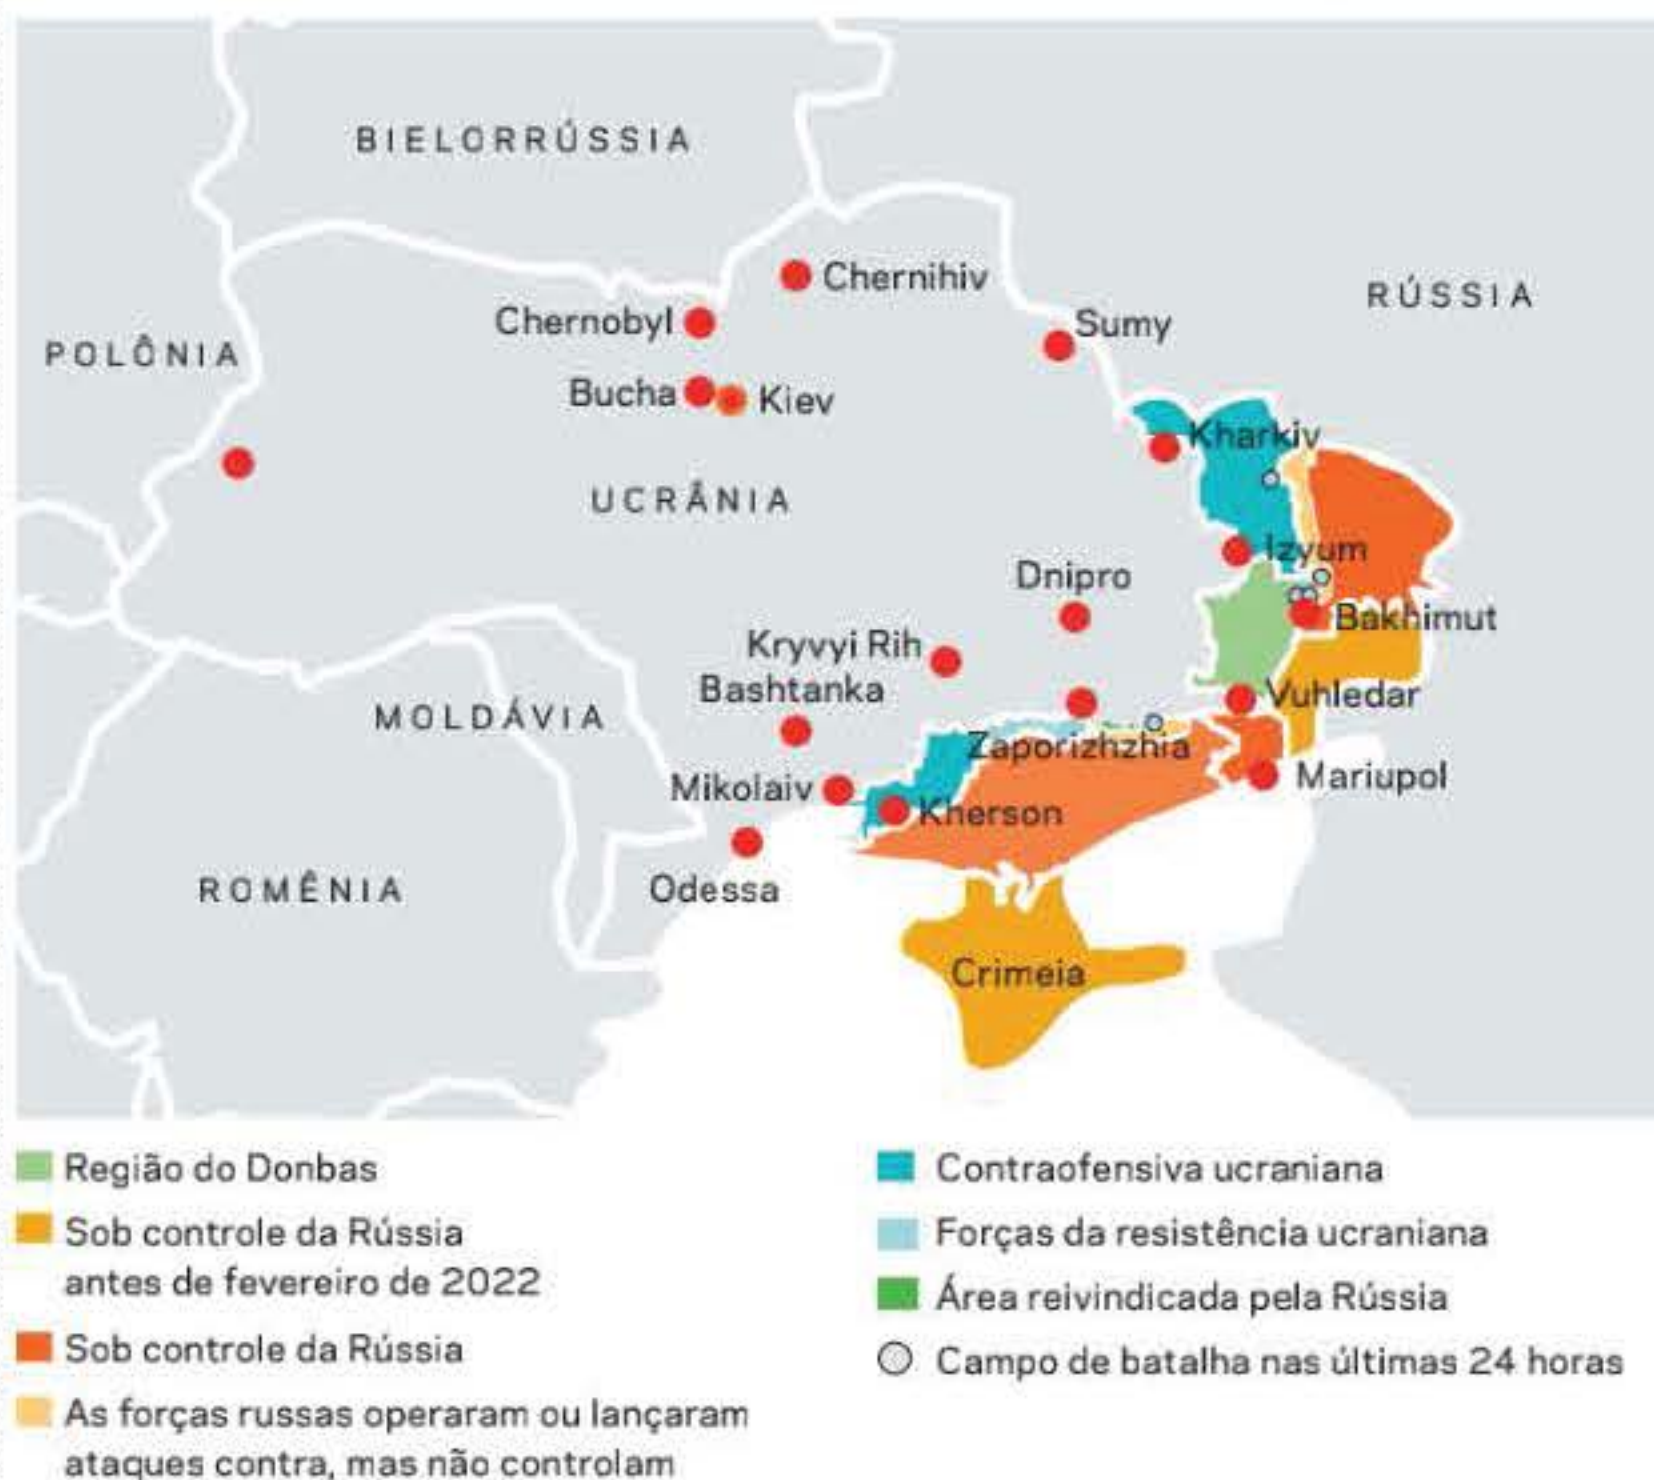 BIELORRÚSSIA
Chernihiv
RÚSSIA
Chernobyl
Sumy
POLÔNIA
Bucha
Kiev
Kharkiv
UCRÂNIA
Izyum
Dnipro
Bakhimut
Kryvyi Rih
Bashtanka
Vuhledar
MOLDÁVIA
Zaporizhzhia
Mariupol
Mikolaiv
Kherson
ROMÊNIA
Odessa
Crimeia
Região do Donbas
Sob controle da Rússia
antes de fevereiro de 2022
Sob controle da Rússia
As forças russas operaram ou lançaram
ataques contra, mas não controlam
Contraofensiva ucraniana
Forças da resistência ucraniana
Área reivindicada pela Rússia
Campo de batalha nas últimas 24 horas